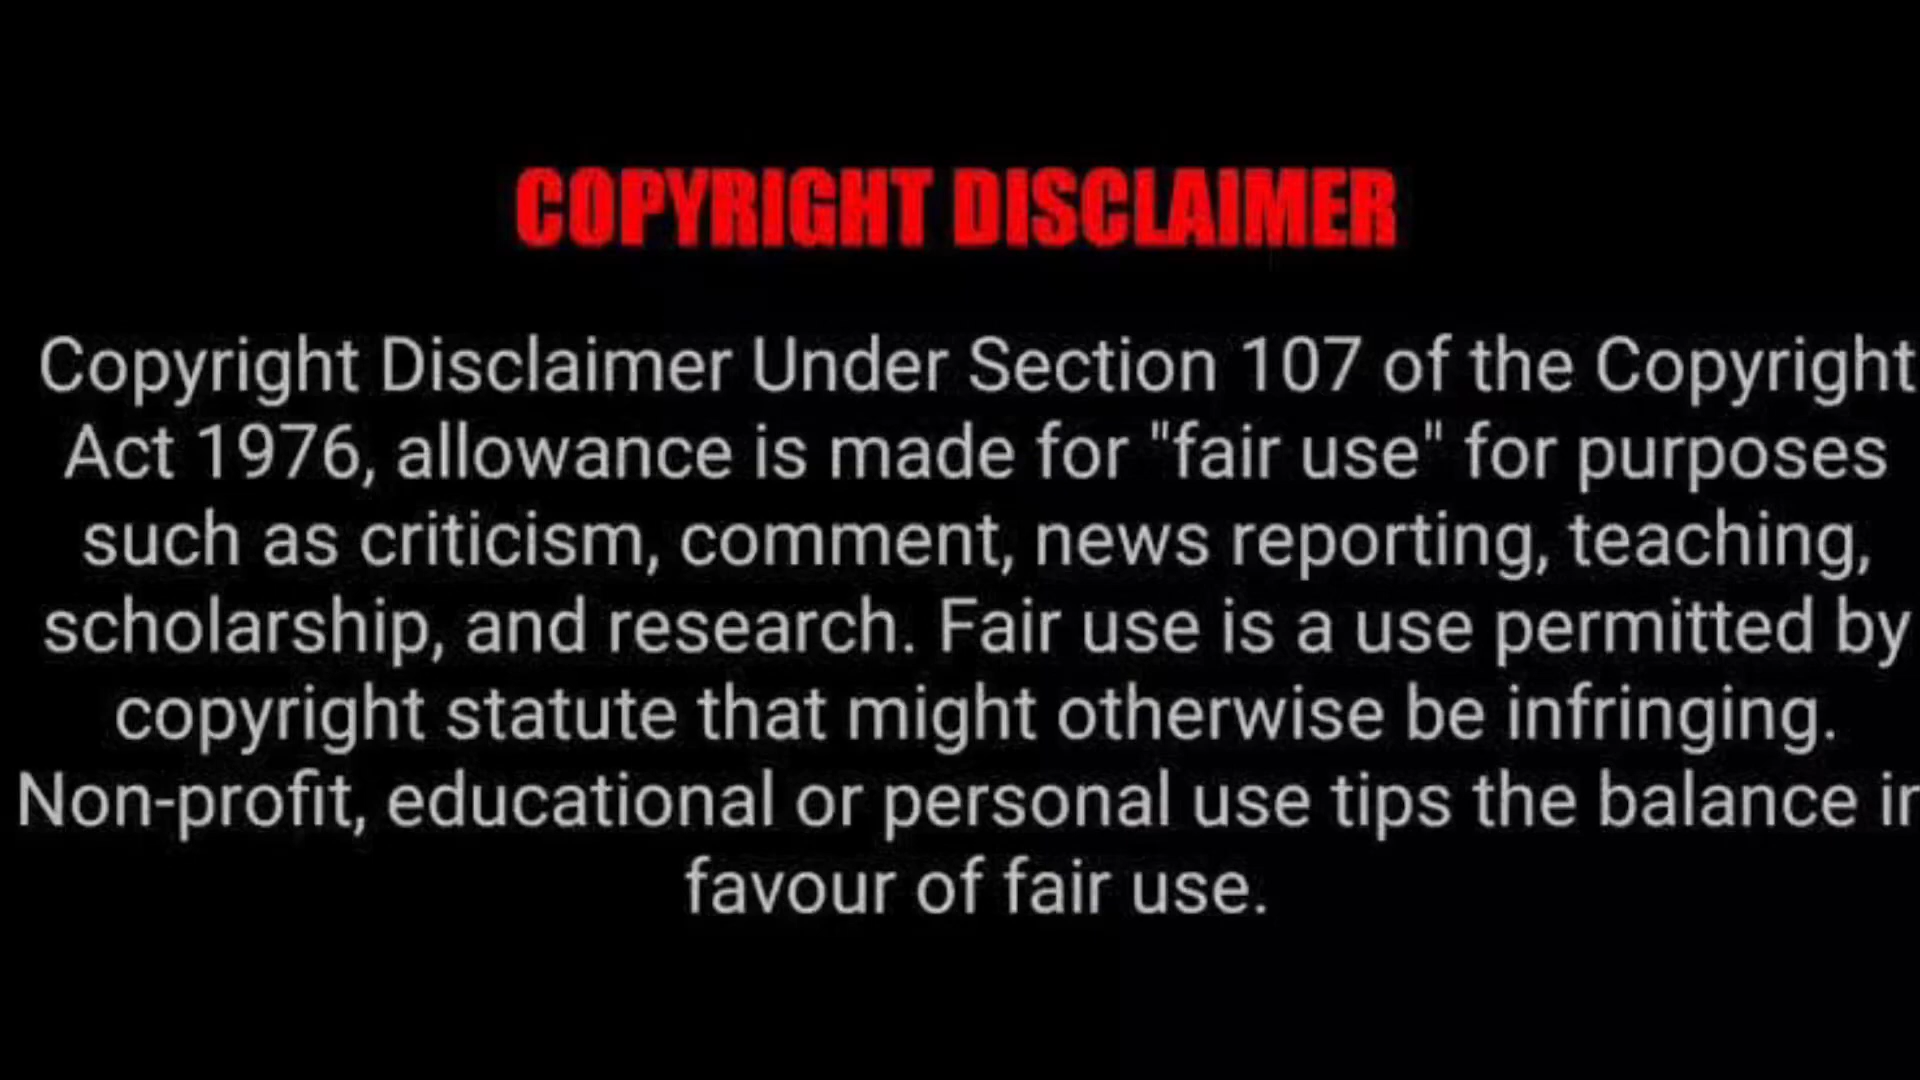 COPYRIGHT DISCLAIMER
Copyright Disclaimer Under Section 107 of the Copyright
Act 1976, allowance is made for "fair use" for purposes
such as criticism, comment, news reporting, teaching,
scholarship, and research. Fair use is a use permitted by
copyright statute that might otherwise be infringing.
Non-profit, educational or personal use tips the balance in
favour of fair use.